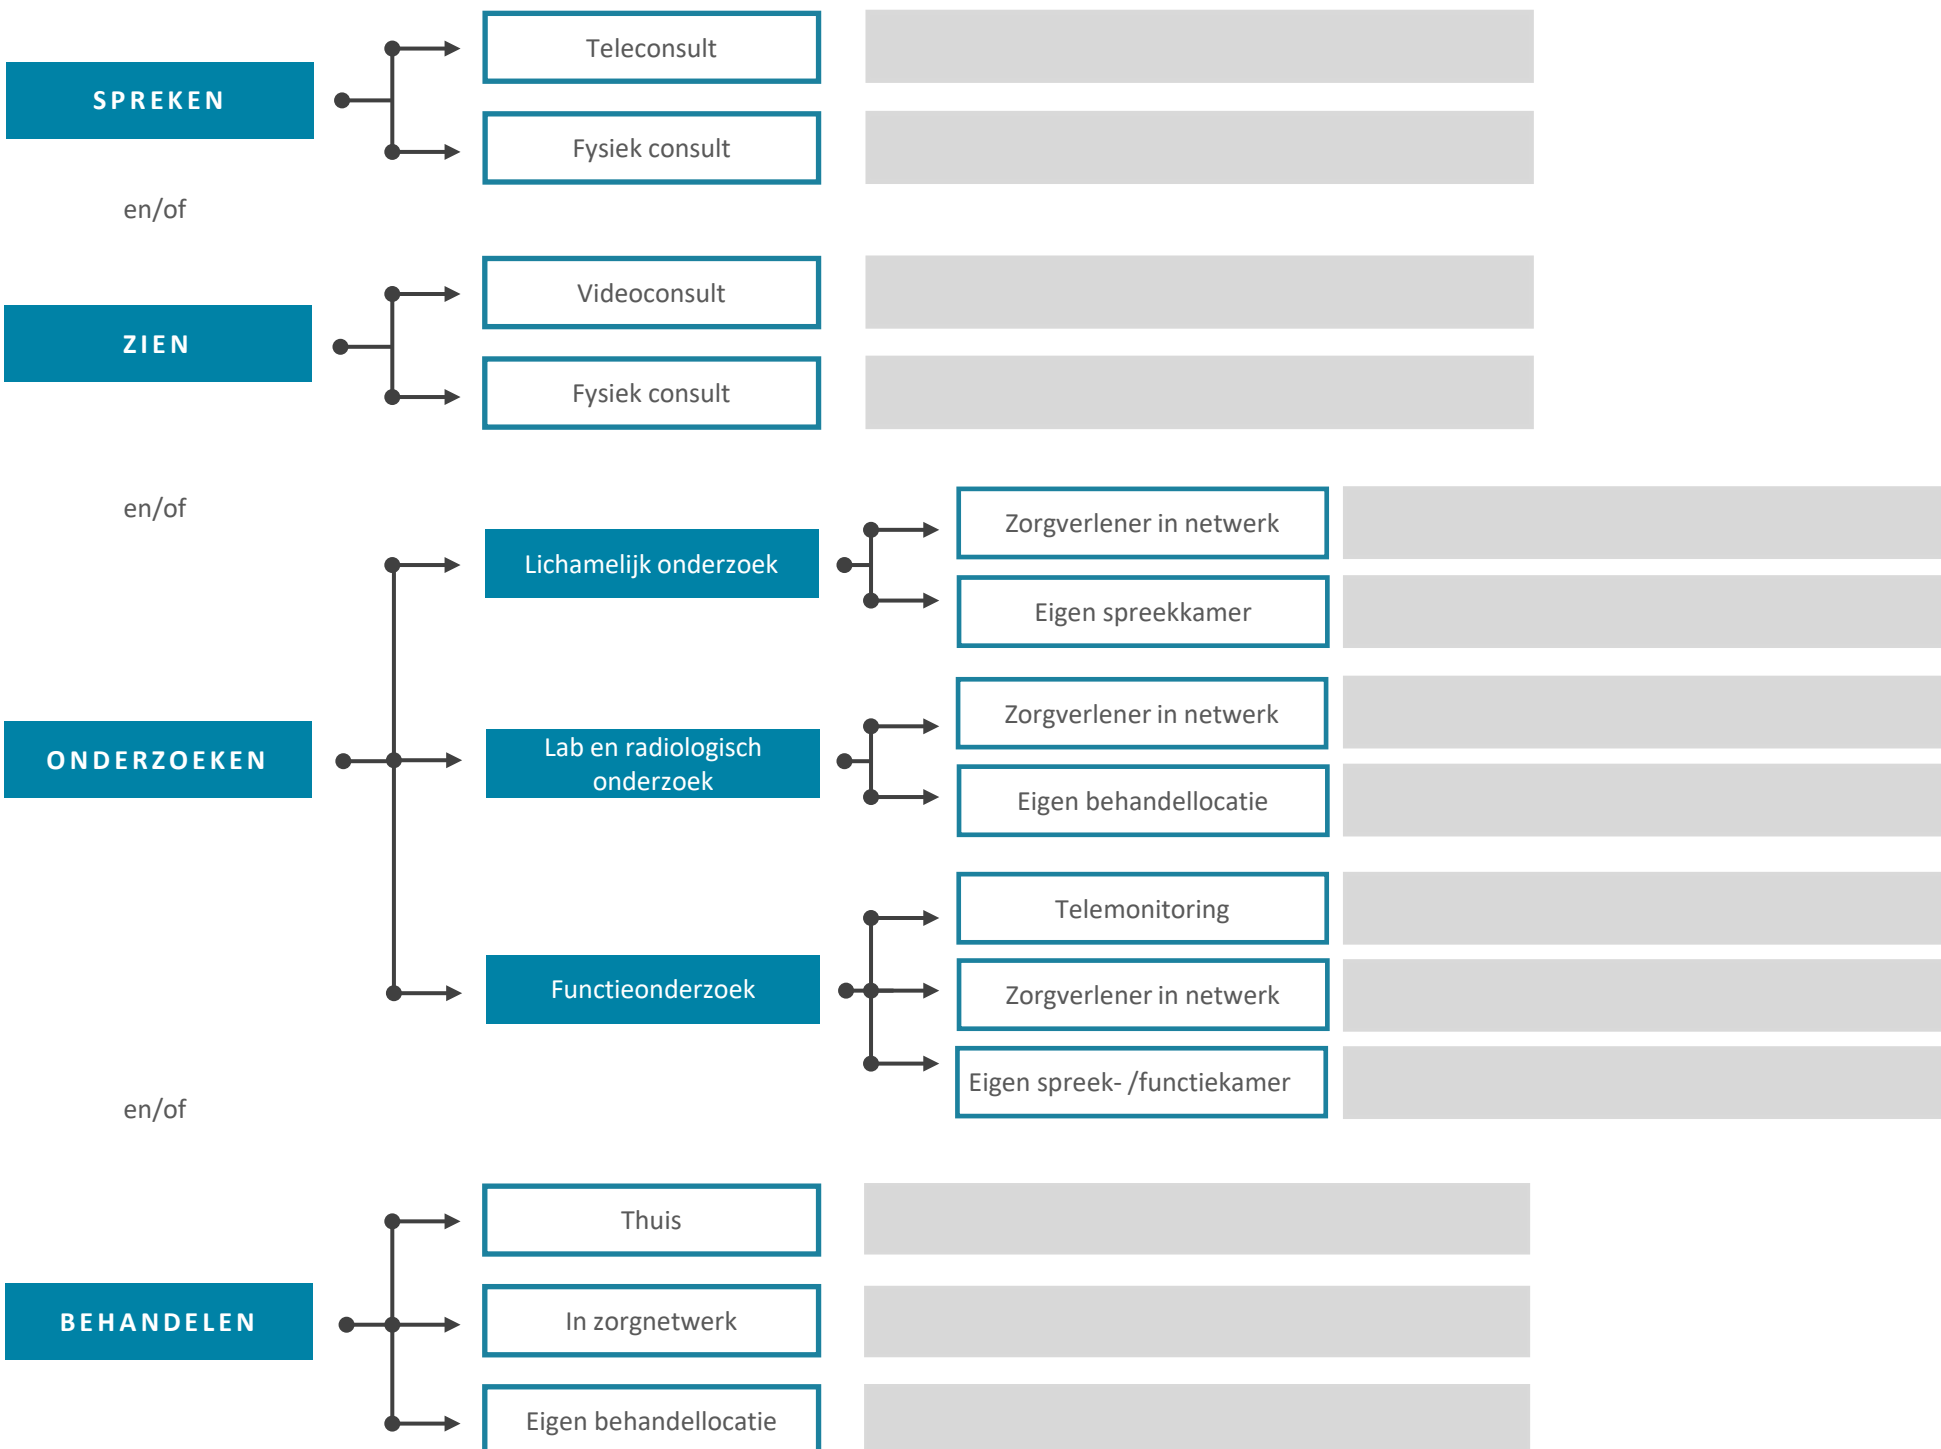 SPREKEN
Teleconsult
Fysiek consult
en/of
ZIEN
Videoconsult
Fysiek consult
en/of
ONDERZOEKEN
Lichamelijk onderzoek
Zorgverlener in netwerk
Eigen spreekkamer
Lab en radiologisch
onderzoek
Zorgverlener in netwerk
Eigen behandellocatie
Functieonderzoek
Telemonitoring
Zorgverlener in netwerk
Eigen spreek- /functiekamer
en/of
BEHANDELEN
Thuis
In zorgnetwerk
Eigen behandellocatie